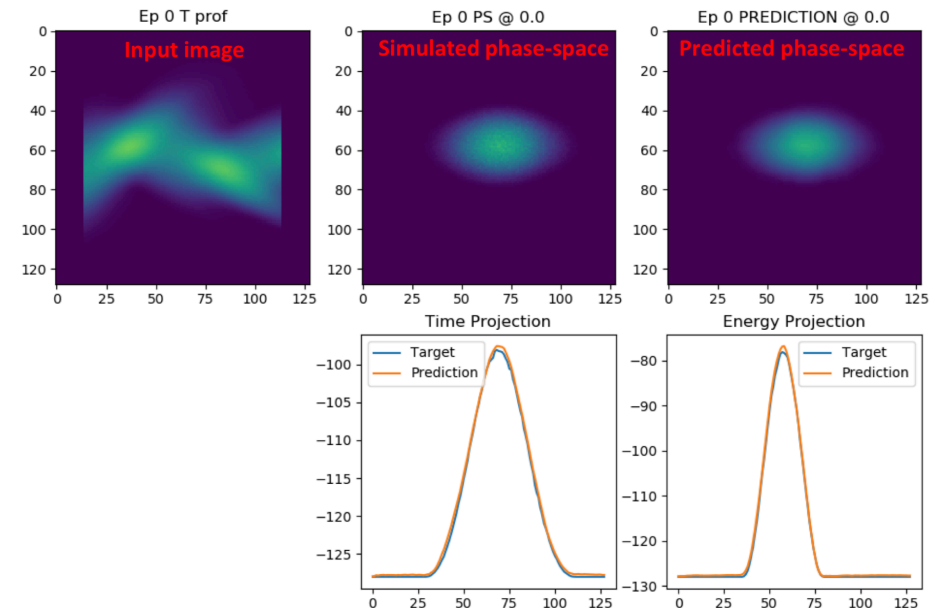 Ep 0 T prof
Ep 0 PS @ 0.0
Ep 0 PREDICTION @ 0.0
Input image
Simulated phase-space
Predicted phase-space
0
20
40
60
80
100
120
0 25 50 75 100 125
0
20
40
60
80
100
120
0 25 50 75 100 125
0
20
40
60
80
100
120
0 25 50 75 100 125
Time Projection
Target
Prediction
−100
−105
−110
−115
−120
−125
0 25 50 75 100 125
Energy Projection
Target
Prediction
−80
−90
−100
−110
−120
−130
0 25 50 75 100 125